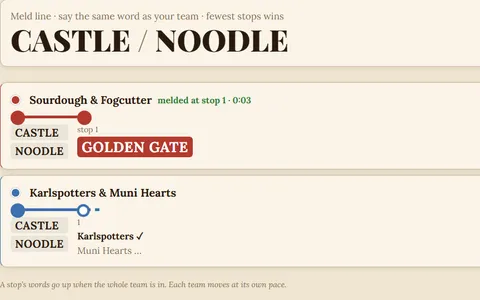 Meld line · say the same word as your team · fewest stops wins
CASTLE / NOODLE
Sourdough & Fogcutter melded at stop 1 · 0:03
CASTLE
NOODLE
stop 1
GOLDEN GATE
Karlspotters & Muni Hearts
CASTLE
NOODLE
1
Karlspotters ✓
Muni Hearts ...
A stop's words go up when the whole team is in. Each team moves at its own pace.